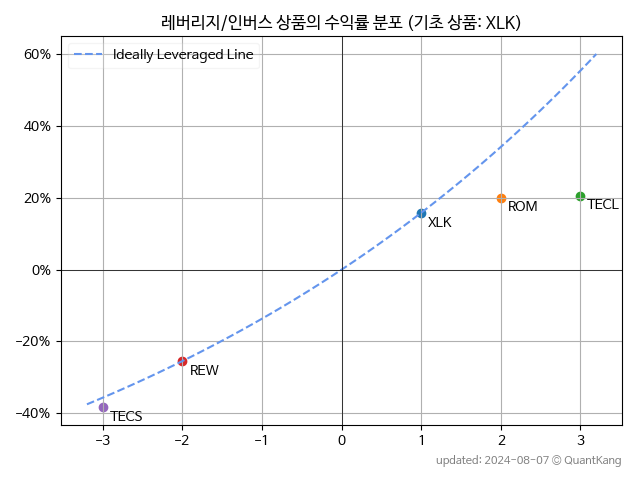 레버리지/인버스 상품의 수익률 분포 (기초 상품: XLK)
Ideally Leveraged Line
60%
40%
20%
0%
−20%
−40%
XLK
ROM
TECL
REW
TECS
−3 −2 −1 0 1 2 3
updated: 2024-08-07 © QuantKang